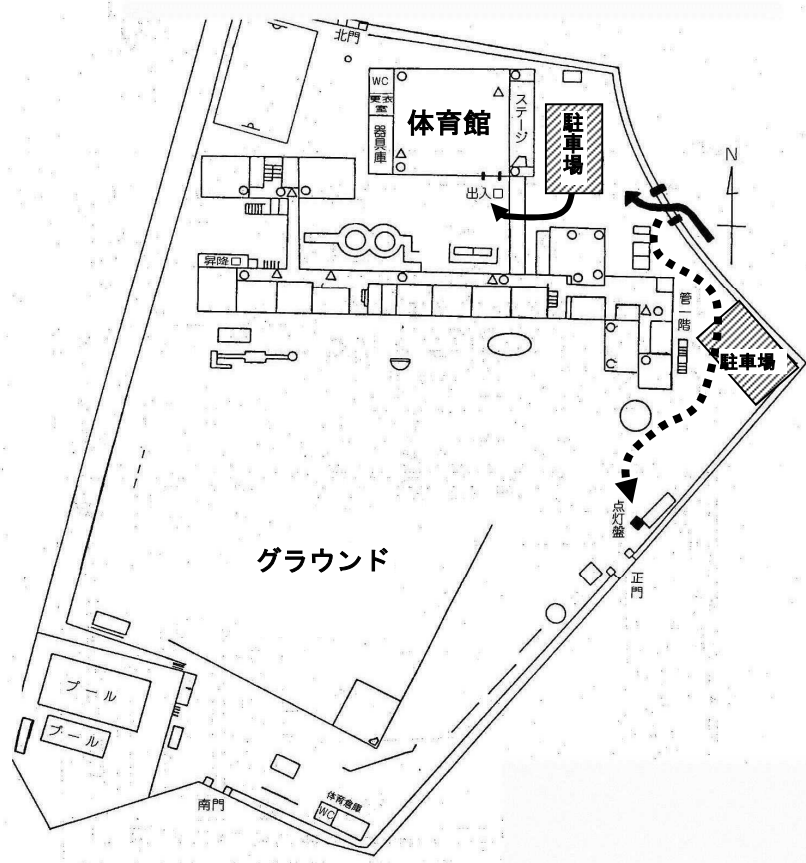 北門
WC
更衣室
器具庫
体育館
ステージ
駐車場
出入口
N
昇降口
管一階
駐車場
点灯盤
グラウンド
正門
プール
プール
南門
体育倉庫
WC